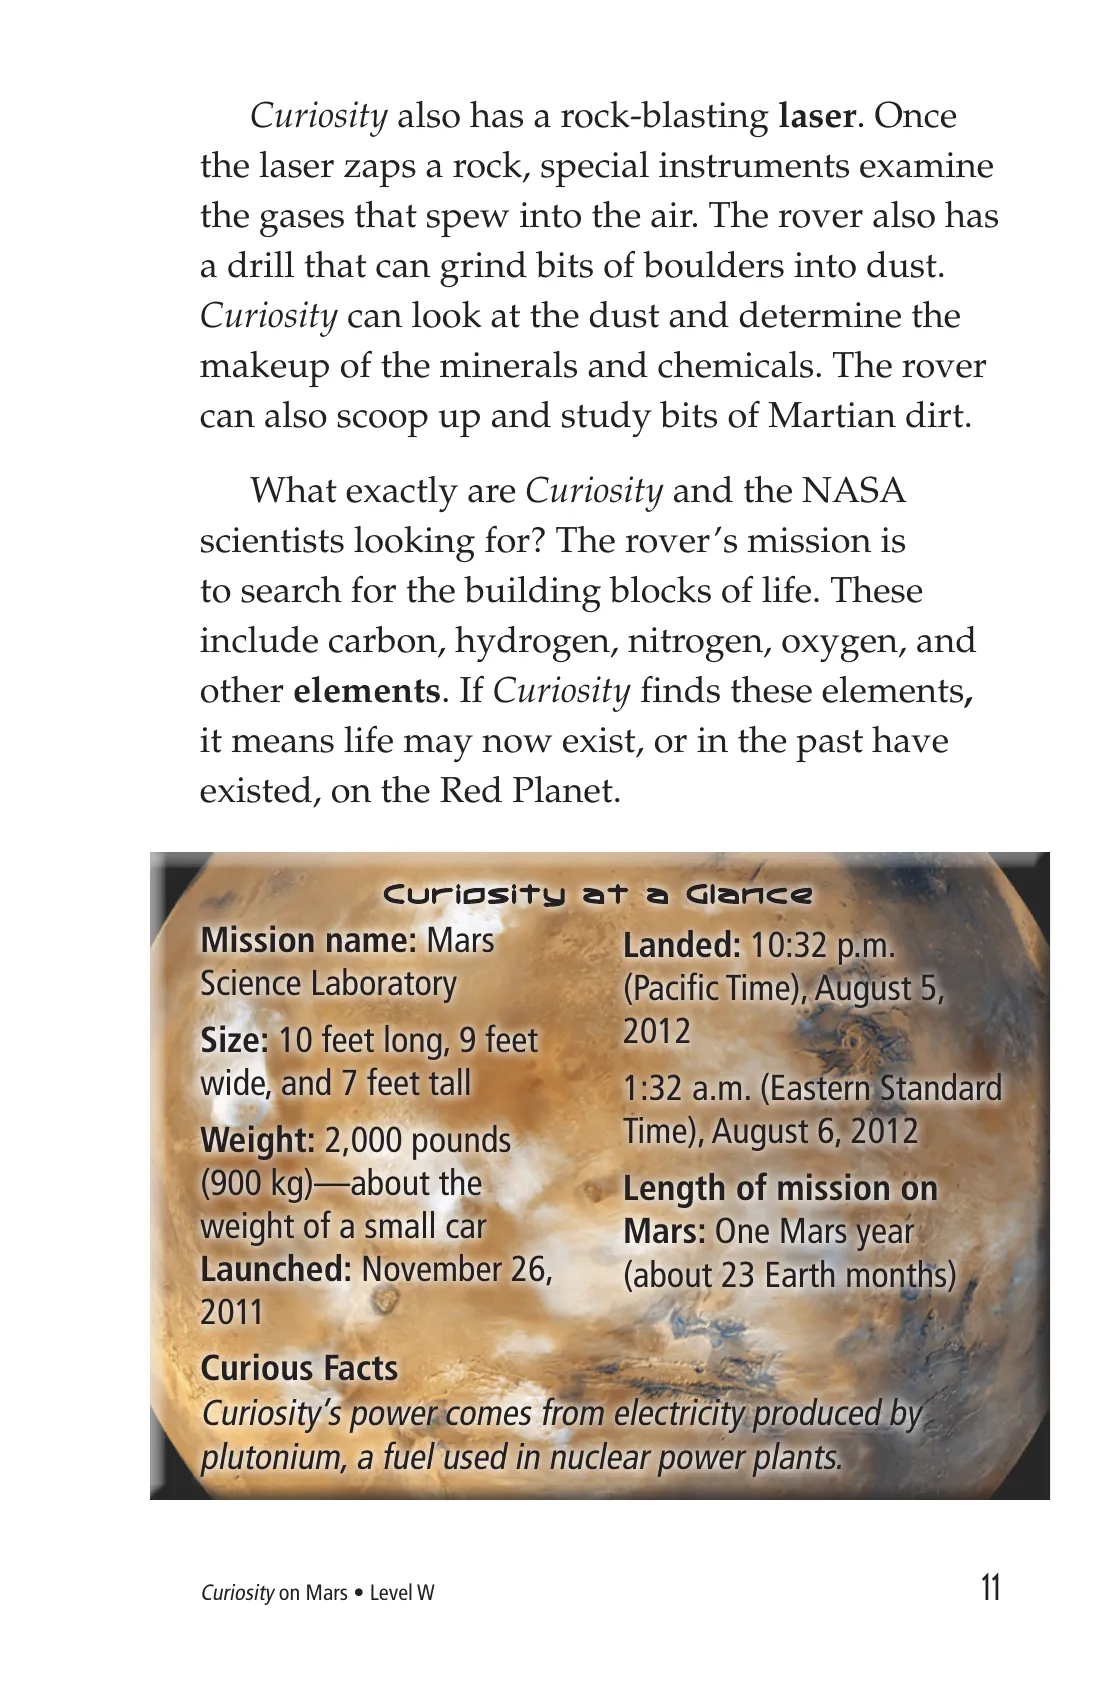 Curiosity also has a rock-blasting laser. Once
the laser zaps a rock, special instruments examine
the gases that spew into the air. The rover also has
a drill that can grind bits of boulders into dust.
Curiosity can look at the dust and determine the
makeup of the minerals and chemicals. The rover
can also scoop up and study bits of Martian dirt.
What exactly are Curiosity and the NASA
scientists looking for? The rover’s mission is
to search for the building blocks of life. These
include carbon, hydrogen, nitrogen, oxygen, and
other elements. If Curiosity finds these elements,
it means life may now exist, or in the past have
existed, on the Red Planet.
Curiosity at a Glance
Mission name: Mars
Science Laboratory
Size: 10 feet long, 9 feet
wide, and 7 feet tall
Weight: 2,000 pounds
(900 kg)—about the
weight of a small car
Launched: November 26,
2011
Landed: 10:32 p.m.
(Pacific Time), August 5,
2012
1:32 a.m. (Eastern Standard
Time), August 6, 2012
Length of mission on
Mars: One Mars year
(about 23 Earth months)
Curious Facts
Curiosity’s power comes from electricity produced by
plutonium, a fuel used in nuclear power plants.
Curiosity on Mars • Level W
11